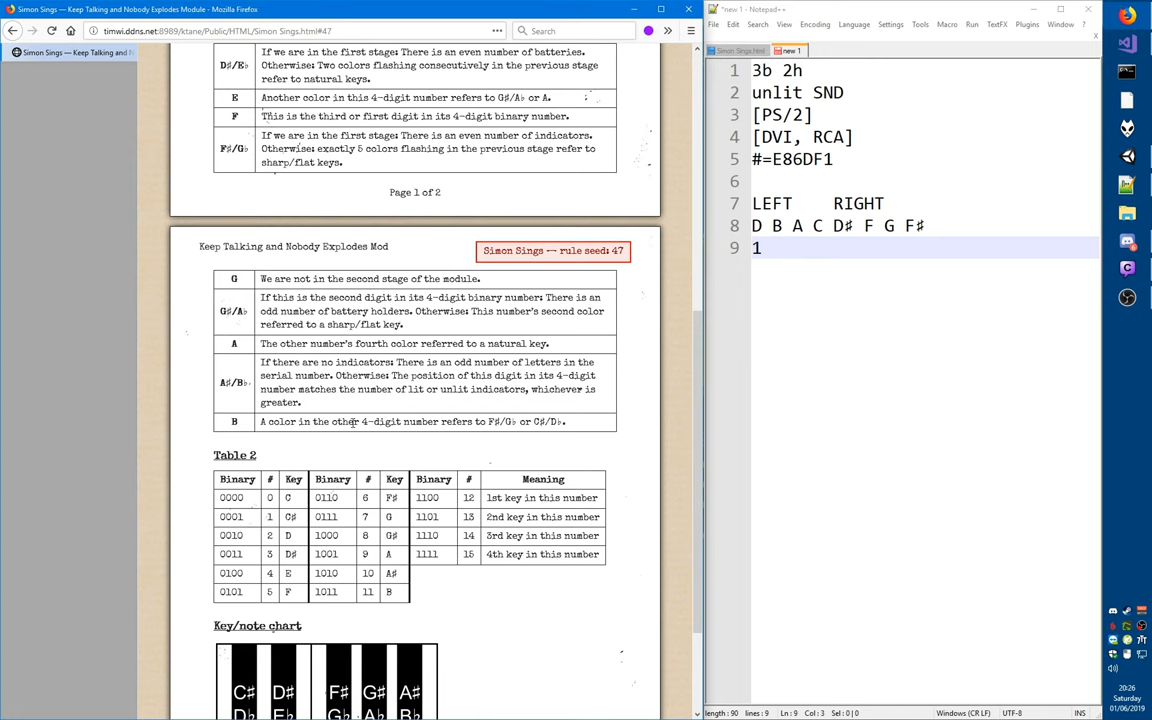 Simon Sings — Keep Talking and Nobody Explodes Module - Mozilla Firefox
timwi.ddns.net:8989/ktane/Public/HTML/Simon Sings.html#47
Search
Simon Sings — Keep Talking and N
D♯/E♭
If we are in the first stage: There is an even number of batteries.
Otherwise: Two colors flashing consecutively in the previous stage
refer to natural keys.
E
Another color in this 4-digit number refers to G♯/A♭ or A.
F
This is the third or first digit in its 4-digit binary number.
F♯/G♭
If we are in the first stage: There is an even number of indicators.
Otherwise: exactly 5 colors flashing in the previous stage refer to
sharp/flat keys.
Page 1 of 2
Keep Talking and Nobody Explodes Mod
Simon Sings — rule seed: 47
G
We are not in the second stage of the module.
G♯/A♭
If this is the second digit in its 4-digit binary number: There is an
odd number of battery holders. Otherwise: This number's second color
referred to a sharp/flat key.
A
The other number's fourth color referred to a natural key.
A♯/B♭
If there are no indicators: There is an odd number of letters in the
serial number. Otherwise: The position of this digit in its 4-digit
number matches the number of lit or unlit indicators, whichever is
greater.
B
A color in the other 4-digit number refers to F♯/G♭ or C♯/D♭.
Table 2
Binary # Key Binary # Key Binary # Meaning
0000 0 C 0110 6 F♯ 1100 12 1st key in this number
0001 1 C♯ 0111 7 G 1101 13 2nd key in this number
0010 2 D 1000 8 G♯ 1110 14 3rd key in this number
0011 3 D♯ 1001 9 A 1111 15 4th key in this number
0100 4 E 1010 10 A♯
0101 5 F 1011 11 B
Key/note chart
C♯ D♯ F♯ G♯ A♯
D♭ E♭ G♭ A♭ B♭
*new 1 - Notepad++
File Edit Search View Encoding Language Settings Tools Macro Run TextFX Plugins Window ?
X
Simon Sings.html new 1
1 3b 2h
2 unlit SND
3 [PS/2]
4 [DVI, RCA]
5 #=E86DF1
6
7 LEFT RIGHT
8 D B A C D♯ F G F♯
9 1
length : 90 lines : 9 Ln : 9 Col : 3 Sel : 0 | 0 Windows (CR LF) UTF-8 INS
20:26
Saturday
01/06/2019